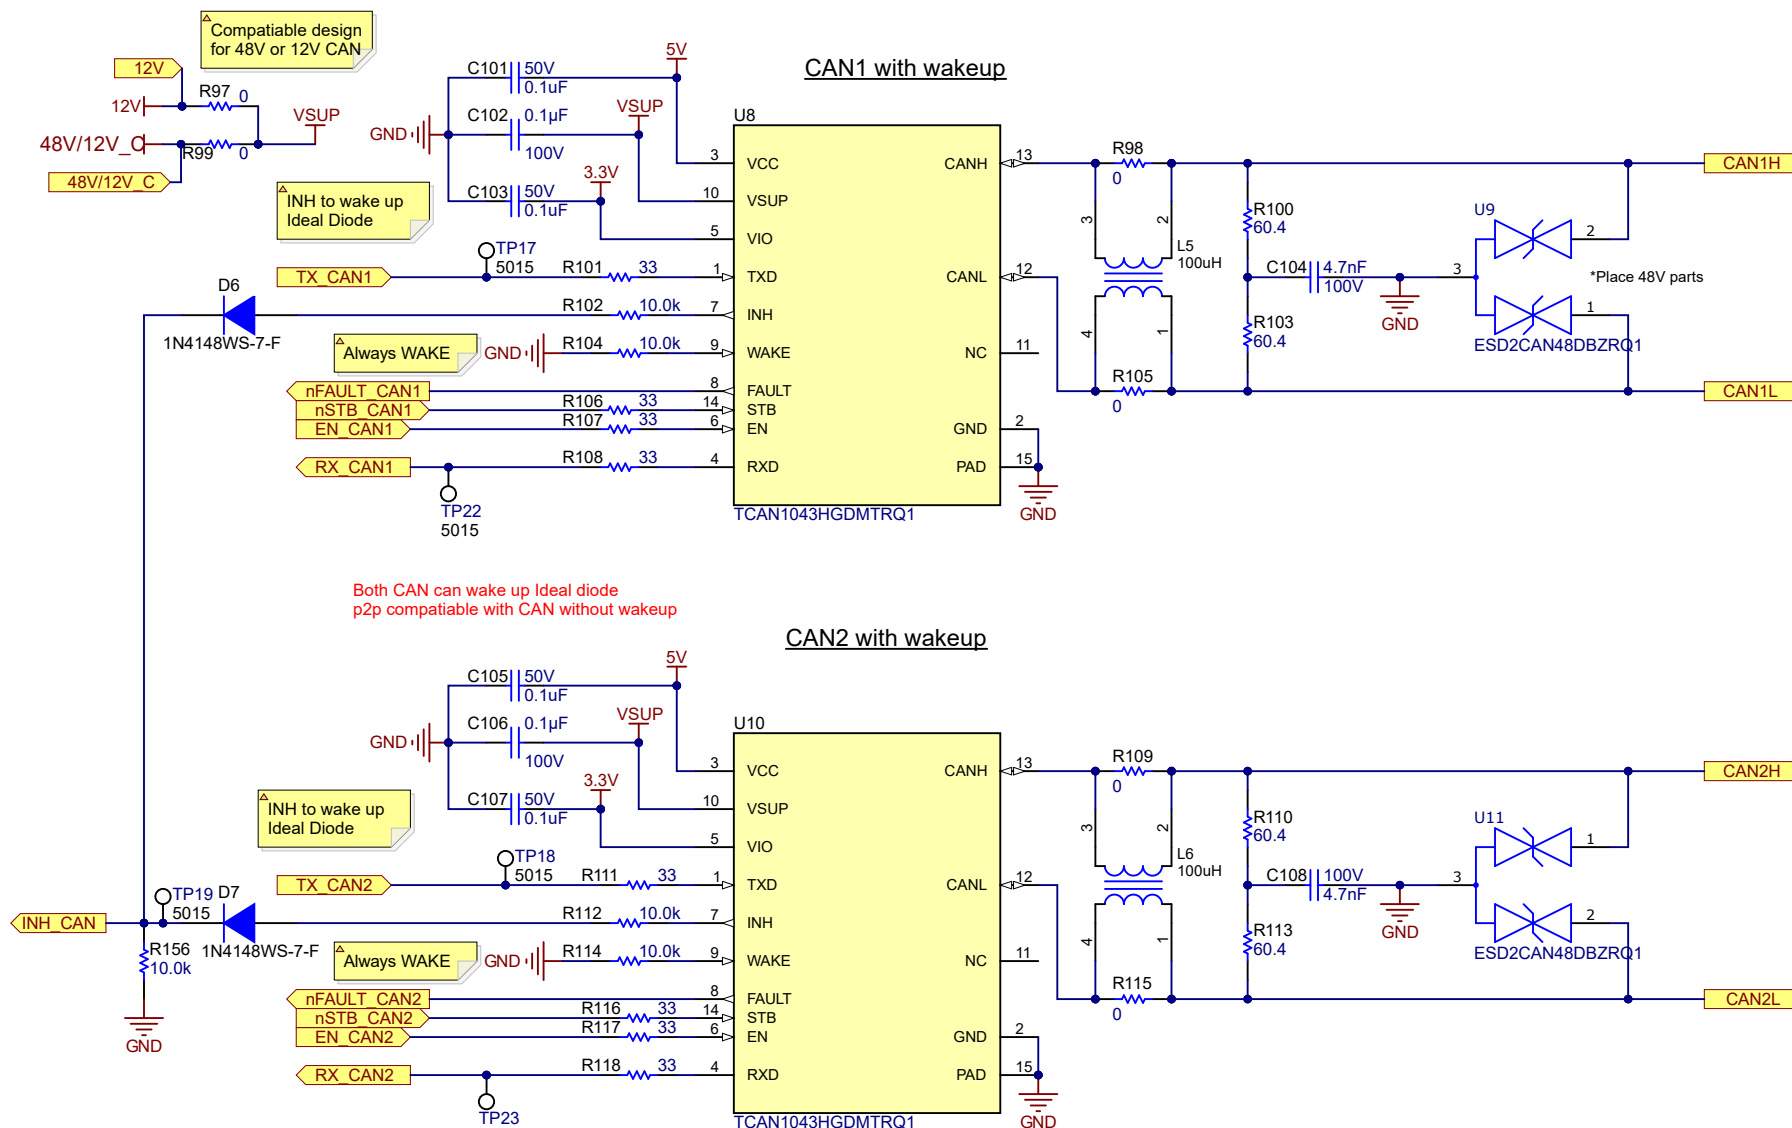 Compatiable design
for 48V or 12V CAN
12V
12V
R97
0
VSUP
48V/12V_C
R99
0
48V/12V_C
INH to wake up
Ideal Diode
CAN1 with wakeup
5V
C101
50V
0.1uF
VSUP
C102
0.1µF
100V
GND
3.3V
C103
50V
0.1uF
TP17
5015
TX_CAN1
R101
33
D6
1N4148WS-7-F
R102
10.0k
Always WAKE
GND
R104
10.0k
nFAULT_CAN1
nSTB_CAN1
R106
33
EN_CAN1
R107
33
RX_CAN1
R108
33
TP22
5015
U8
3
VCC
CANH
13
10
VSUP
5
VIO
1
TXD
CANL
12
7
INH
9
WAKE
NC
11
8
FAULT
14
STB
6
EN
GND
2
4
RXD
PAD
15
TCAN1043HGDMTRQ1
GND
R98
0
3
2
L5
100uH
4
1
R105
0
R100
60.4
C104
4.7nF
100V
R103
60.4
GND
U9
2
3
1
ESD2CAN48DBZRQ1
*Place 48V parts
CAN1H
CAN1L
Both CAN can wake up Ideal diode
p2p compatiable with CAN without wakeup
CAN2 with wakeup
5V
C105
50V
0.1uF
VSUP
C106
0.1µF
100V
GND
3.3V
C107
50V
0.1uF
INH to wake up
Ideal Diode
TP18
5015
TX_CAN2
R111
33
INH_CAN
TP19
5015
D7
1N4148WS-7-F
R112
10.0k
R156
10.0k
GND
Always WAKE
GND
R114
10.0k
nFAULT_CAN2
nSTB_CAN2
R116
33
EN_CAN2
R117
33
RX_CAN2
R118
33
TP23
U10
3
VCC
CANH
13
10
VSUP
5
VIO
1
TXD
CANL
12
7
INH
9
WAKE
NC
11
8
FAULT
14
STB
6
EN
GND
2
4
RXD
PAD
15
TCAN1043HGDMTRQ1
GND
R109
0
3
2
L6
100uH
4
1
R115
0
R110
60.4
C108
100V
4.7nF
R113
60.4
GND
U11
1
3
2
ESD2CAN48DBZRQ1
CAN2H
CAN2L